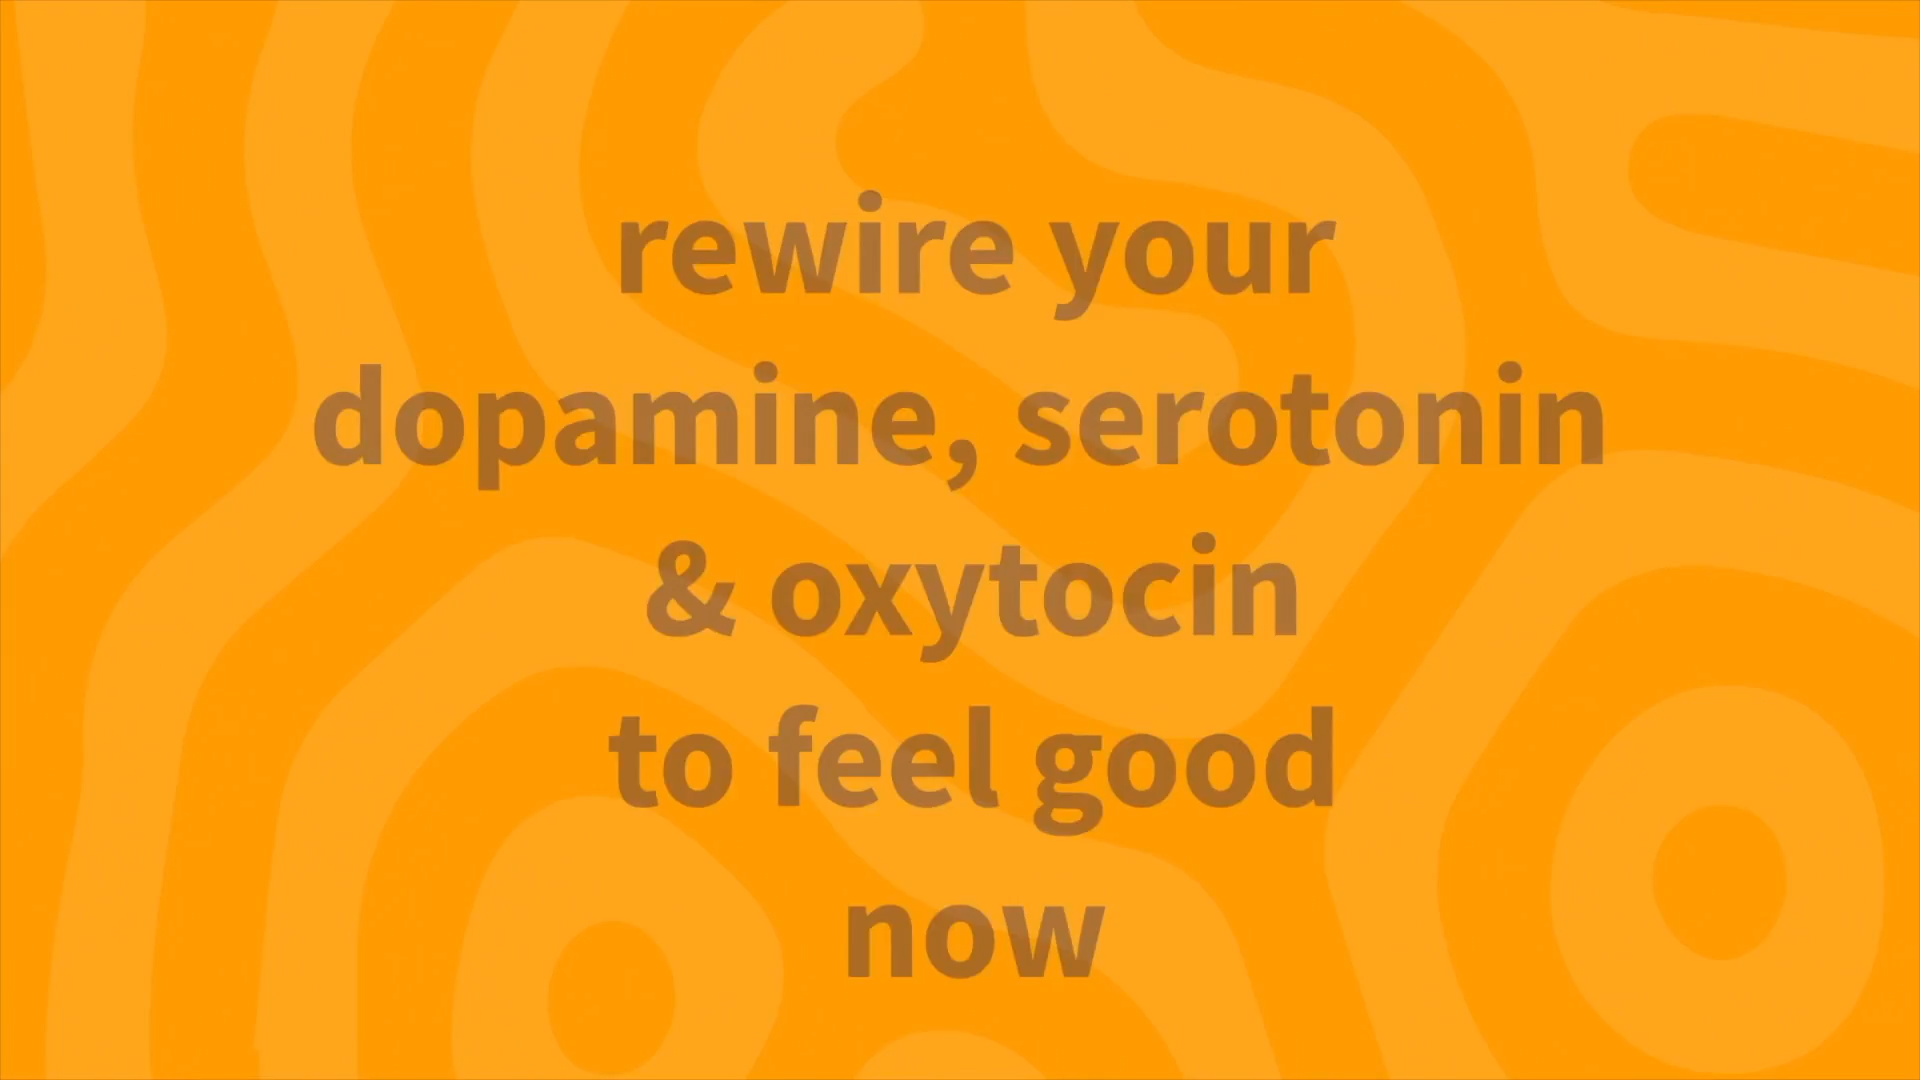 rewire your
dopamine, serotonin
& oxytocin
to feel good
now